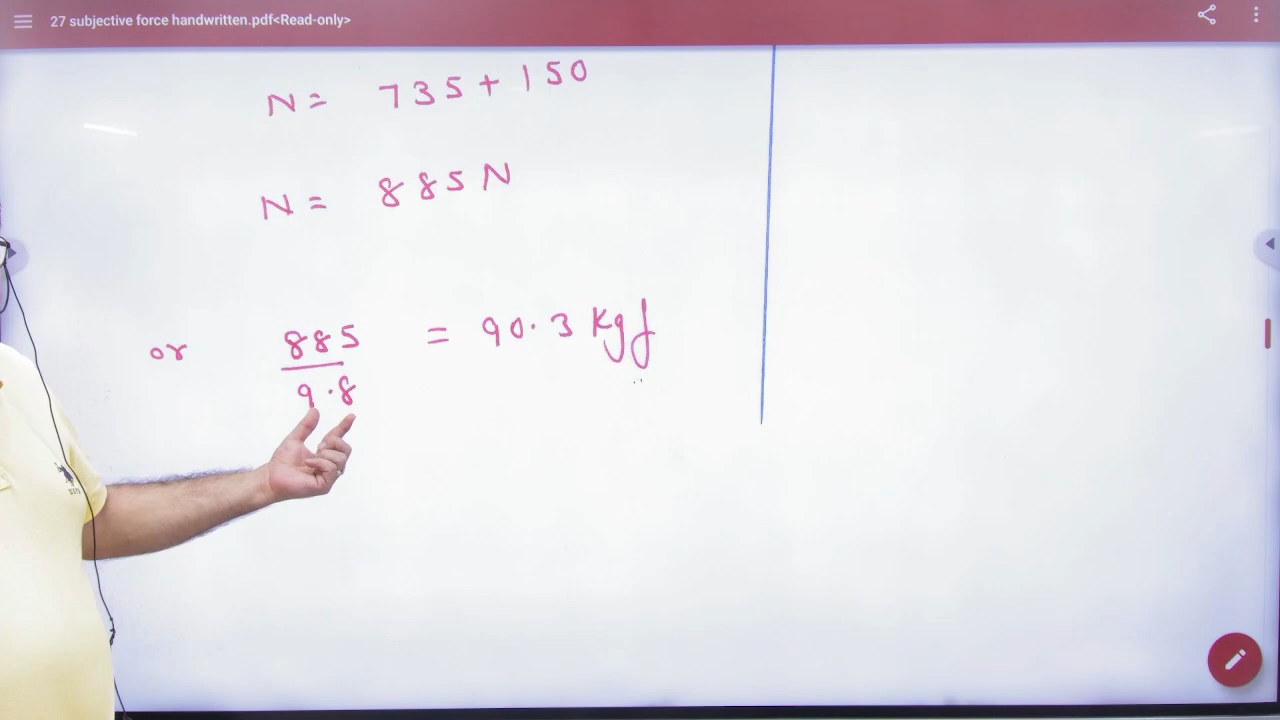 27 subjective force handwritten.pdf<Read-only>
N = 735 + 150
N = 885 N
or 885 / 9.8 = 90.3 kgf